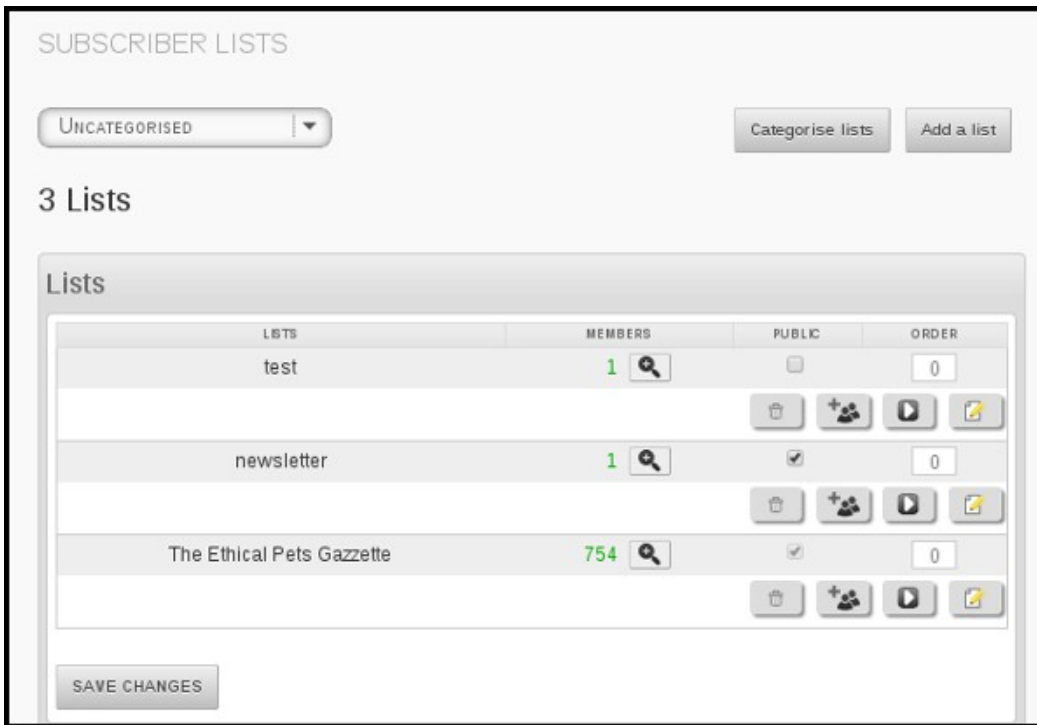 SUBSCRIBER LISTS
UNCATEGORISED
Categorise lists Add a list
3 Lists
Lists
LISTS MEMBERS PUBLIC ORDER
test 1 0
newsletter 1 0
The Ethical Pets Gazzette 754 0
SAVE CHANGES